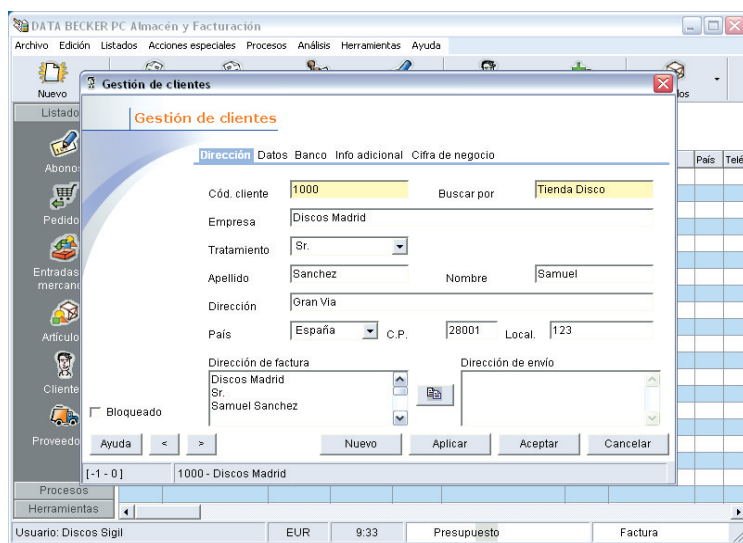 DATA BECKER PC Almacén y Facturación
Archivo Edición Listados Acciones especiales Procesos Análisis Herramientas Ayuda
Nuevo
Gestión de clientes
Gestión de clientes
Dirección Datos Banco Info adicional Cifra de negocio
País
Cód. cliente 1000 Buscar por Tienda Disco
Empresa Discos Madrid
Tratamiento Sr.
Apellido Sanchez Nombre Samuel
Dirección Gran Via
País España C.P. 28001 Local. 123
Dirección de factura Dirección de envío
Discos Madrid
Sr.
Samuel Sanchez
Bloqueado
Ayuda < > Nuevo Aplicar Aceptar Cancelar
[-1 - 0] 1000 - Discos Madrid
Listado
Abono
Pedido
Entradas
mercan
Artículo
Cliente
Proveedo
Procesos
Herramientas
Usuario: Discos Sigil EUR 9:33 Presupuesto Factura